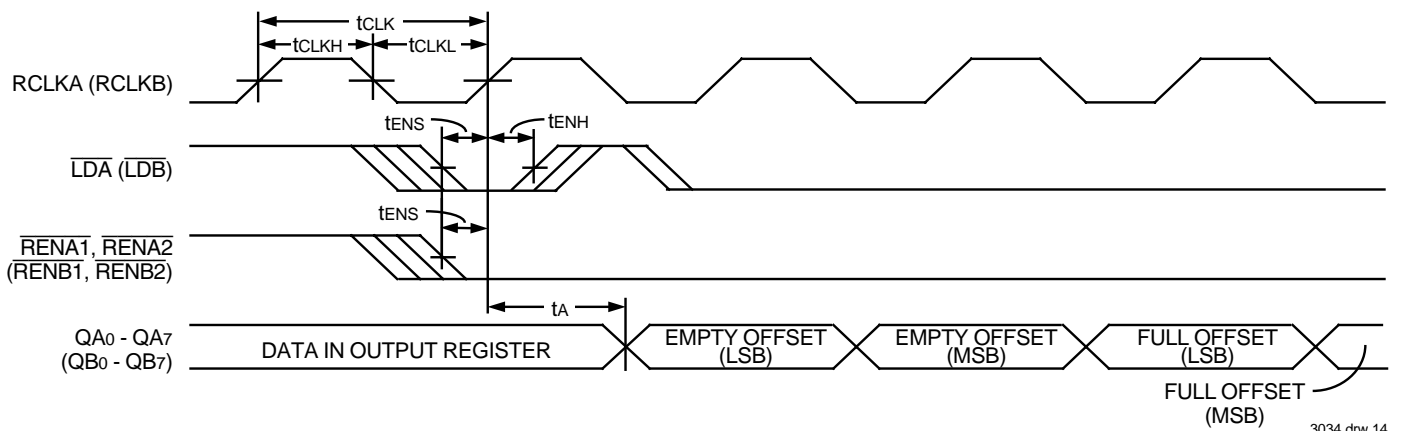 tCLK
tCLKH
tCLKL
RCLKA (RCLKB)
tENS
tENH
LDA (LDB)
tENS
RENA1, RENA2
(RENB1, RENB2)
tA
QA0 - QA7
(QB0 - QB7)
DATA IN OUTPUT REGISTER
EMPTY OFFSET
(LSB)
EMPTY OFFSET
(MSB)
FULL OFFSET
(LSB)
FULL OFFSET
(MSB)
3034 drw 14